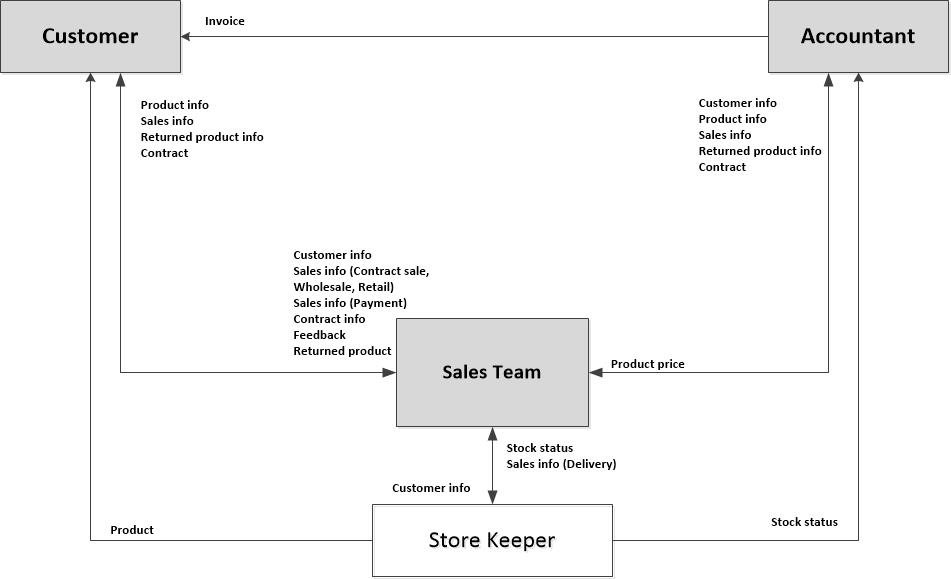 Customer
Invoice
Accountant
Product info
Sales info
Returned product info
Contract
Customer info
Product info
Sales info
Returned product info
Contract
Customer info
Sales info (Contract sale,
Wholesale, Retail)
Sales info (Payment)
Contract info
Feedback
Returned product
Sales Team
Product price
Stock status
Sales info (Delivery)
Customer info
Product
Store Keeper
Stock status